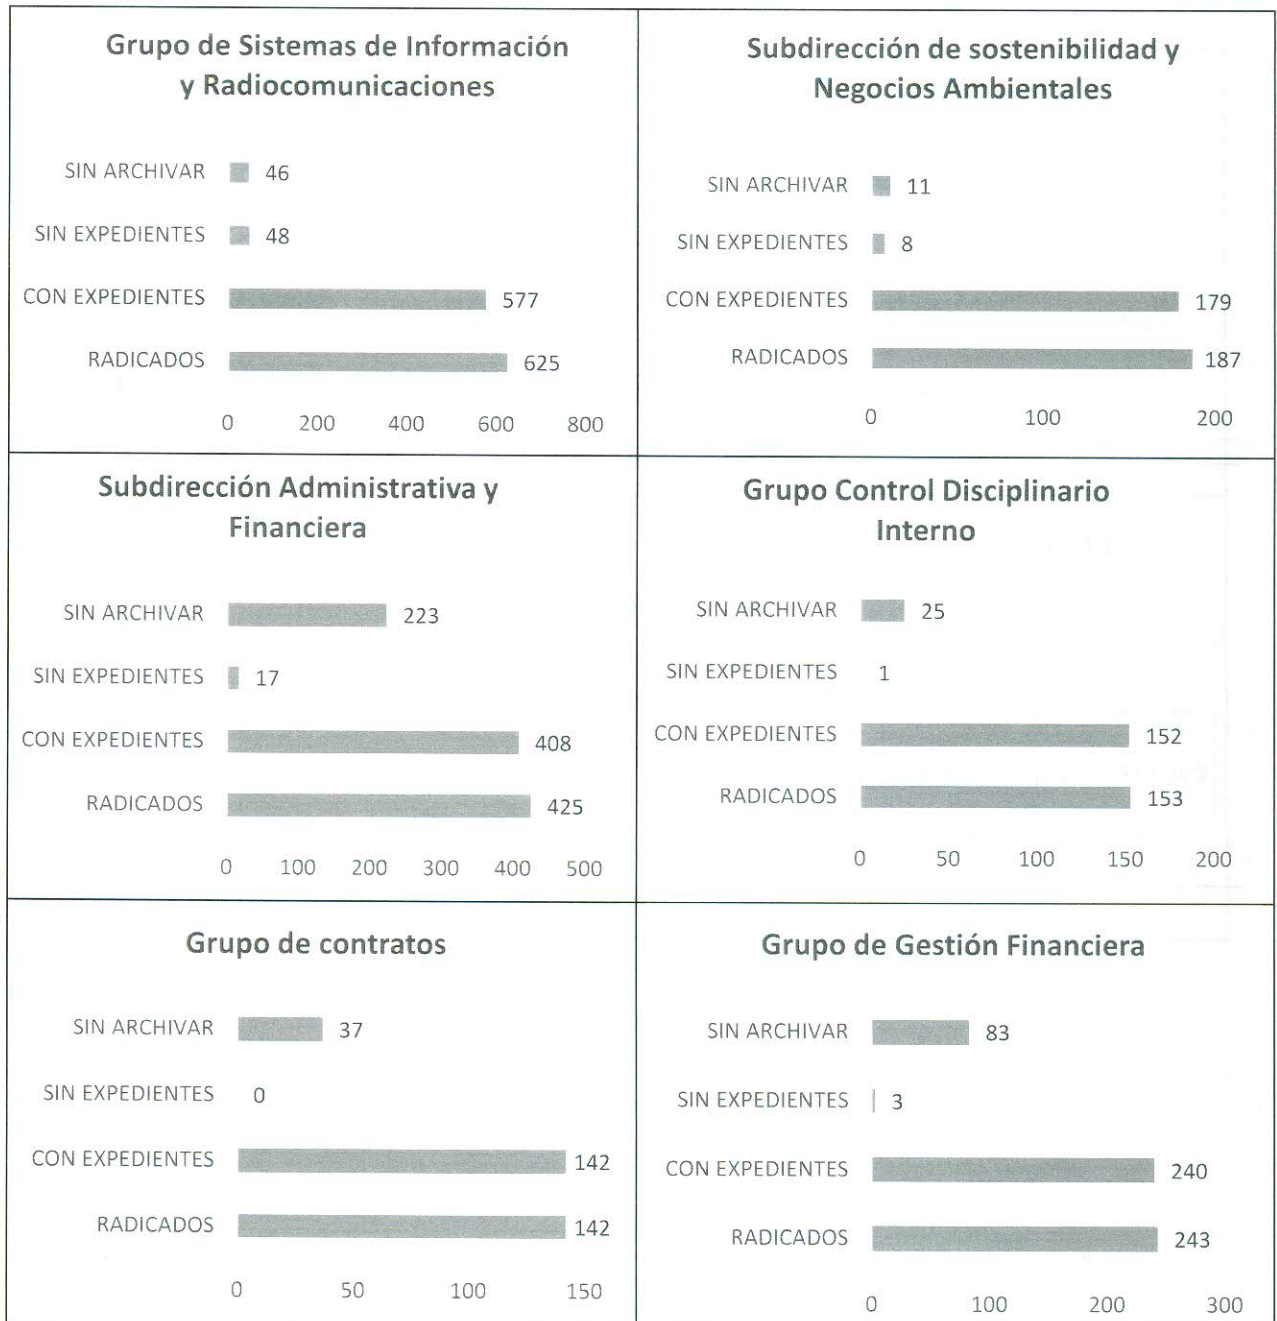 Grupo de Sistemas de Información
y Radiocomunicaciones
SIN ARCHIVAR 46
SIN EXPEDIENTES 48
CON EXPEDIENTES 577
RADICADOS 625
0 200 400 600 800
Subdirección de sostenibilidad y
Negocios Ambientales
SIN ARCHIVAR 11
SIN EXPEDIENTES 8
CON EXPEDIENTES 179
RADICADOS 187
0 100 200
Subdirección Administrativa y
Financiera
SIN ARCHIVAR 223
SIN EXPEDIENTES 17
CON EXPEDIENTES 408
RADICADOS 425
0 100 200 300 400 500
Grupo Control Disciplinario
Interno
SIN ARCHIVAR 25
SIN EXPEDIENTES 1
CON EXPEDIENTES 152
RADICADOS 153
0 50 100 150 200
Grupo de contratos
SIN ARCHIVAR 37
SIN EXPEDIENTES 0
CON EXPEDIENTES 142
RADICADOS 142
0 50 100 150
Grupo de Gestión Financiera
SIN ARCHIVAR 83
SIN EXPEDIENTES 3
CON EXPEDIENTES 240
RADICADOS 243
0 100 200 300